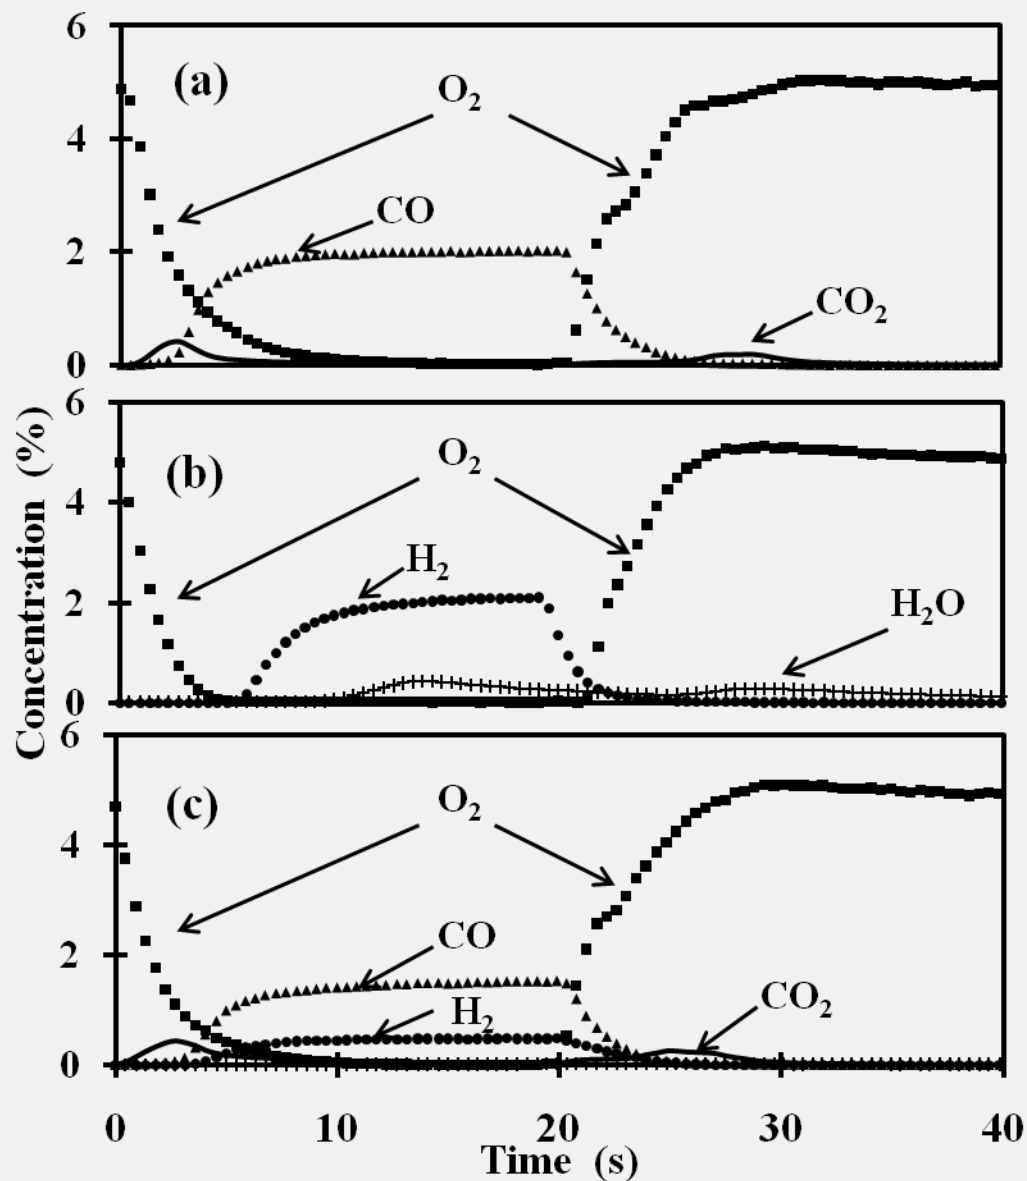 Concentration (%)
6
4
2
0
(a)
O₂
CO
CO₂
6
4
2
0
(b)
O₂
H₂
H₂O
6
4
2
0
(c)
O₂
CO
H₂
CO₂
0 10 20 30 40
Time (s)